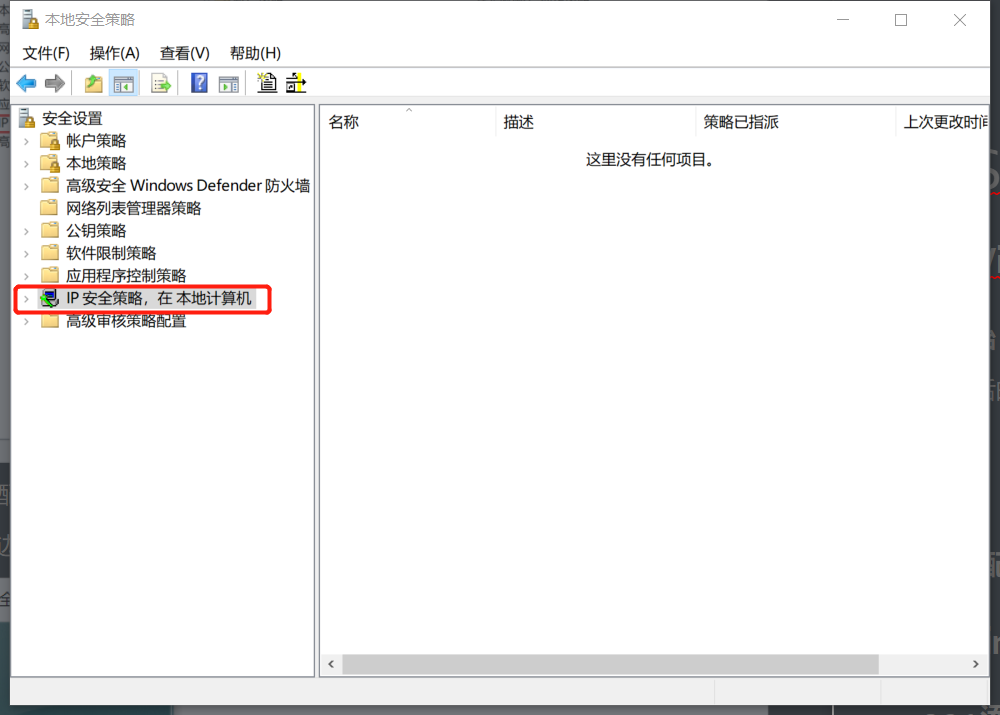 本地安全策略
文件(F) 操作(A) 查看(V) 帮助(H)
安全设置
帐户策略
本地策略
高级安全 Windows Defender 防火墙
网络列表管理器策略
公钥策略
软件限制策略
应用程序控制策略
IP 安全策略，在 本地计算机
高级审核策略配置
名称 描述 策略已指派 上次更改时间
这里没有任何项目。